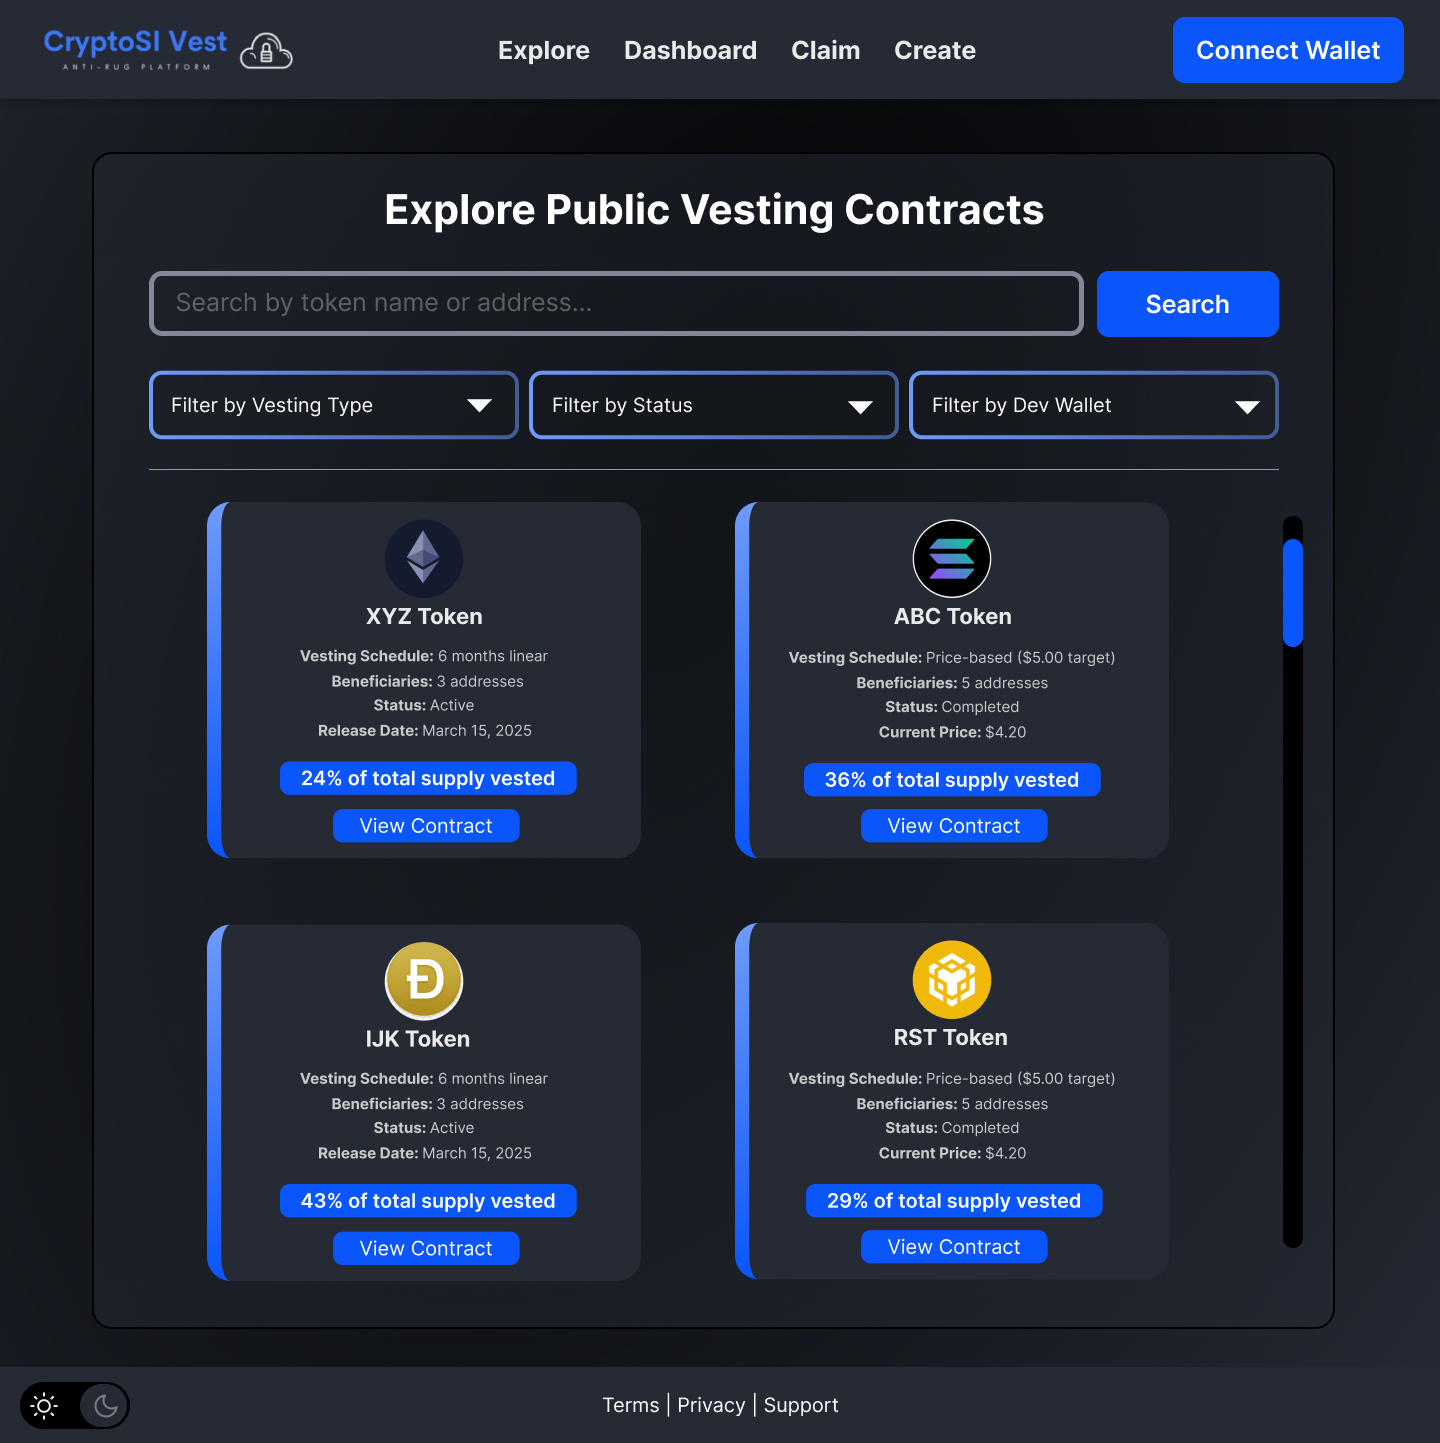 CryptoSI Vest
ANTI-RUG PLATFORM
Explore
Dashboard
Claim
Create
Connect Wallet
Explore Public Vesting Contracts
Search by token name or address...
Search
Filter by Vesting Type
Filter by Status
Filter by Dev Wallet
XYZ Token
Vesting Schedule: 6 months linear
Beneficiaries: 3 addresses
Status: Active
Release Date: March 15, 2025
24% of total supply vested
View Contract
ABC Token
Vesting Schedule: Price-based ($5.00 target)
Beneficiaries: 5 addresses
Status: Completed
Current Price: $4.20
36% of total supply vested
View Contract
IJK Token
Vesting Schedule: 6 months linear
Beneficiaries: 3 addresses
Status: Active
Release Date: March 15, 2025
43% of total supply vested
View Contract
RST Token
Vesting Schedule: Price-based ($5.00 target)
Beneficiaries: 5 addresses
Status: Completed
Current Price: $4.20
29% of total supply vested
View Contract
Terms | Privacy | Support